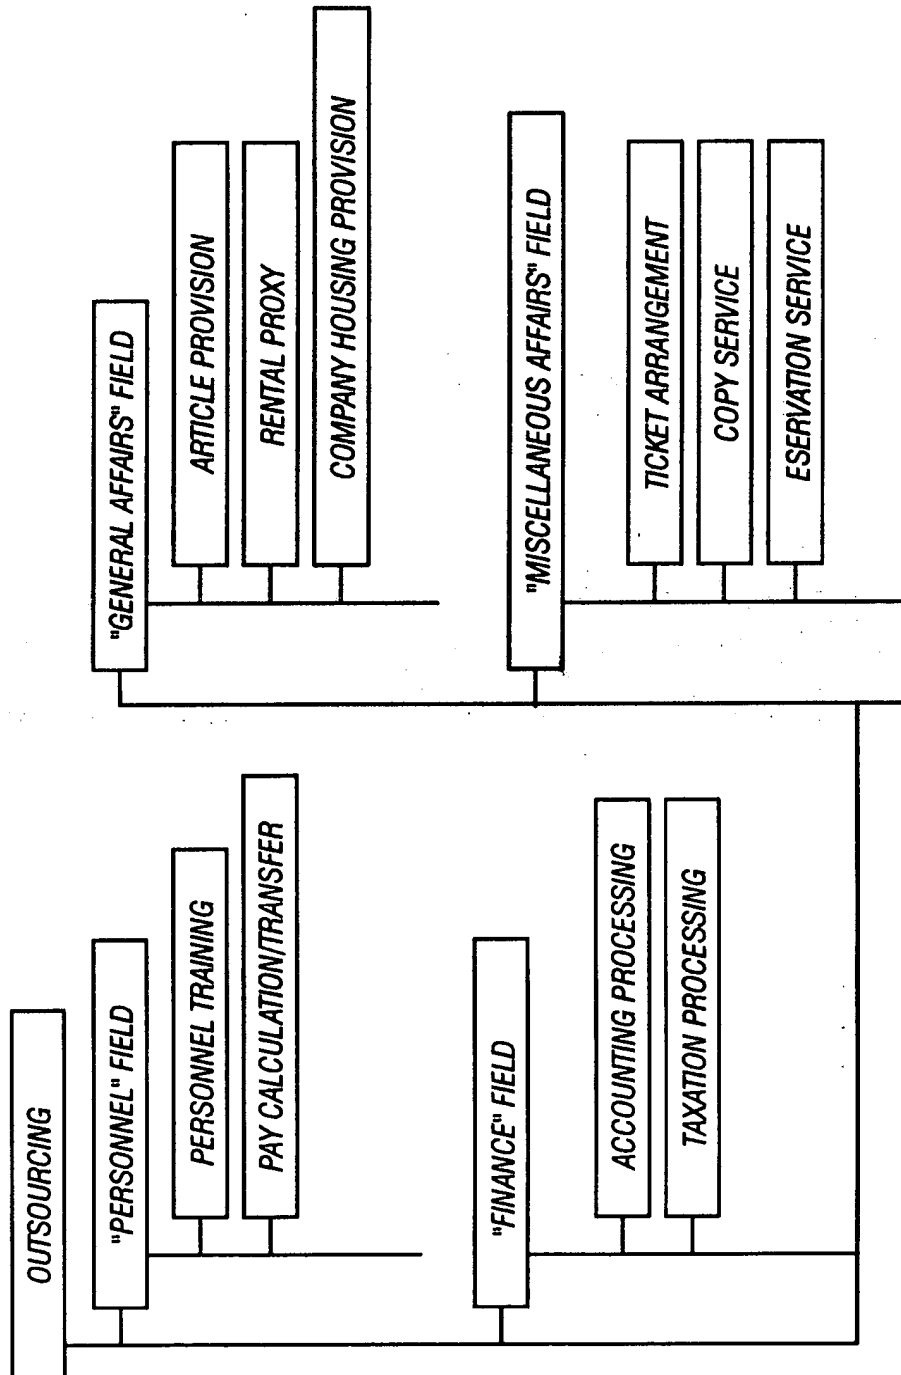 OUTSOURCING
"PERSONNEL" FIELD
PERSONNEL TRAINING
PAY CALCULATION/TRANSFER
"FINANCE" FIELD
ACCOUNTING PROCESSING
TAXATION PROCESSING
"GENERAL AFFAIRS" FIELD
ARTICLE PROVISION
RENTAL PROXY
COMPANY HOUSING PROVISION
"MISCELLANEOUS AFFAIRS" FIELD
TICKET ARRANGEMENT
COPY SERVICE
ESERVATION SERVICE